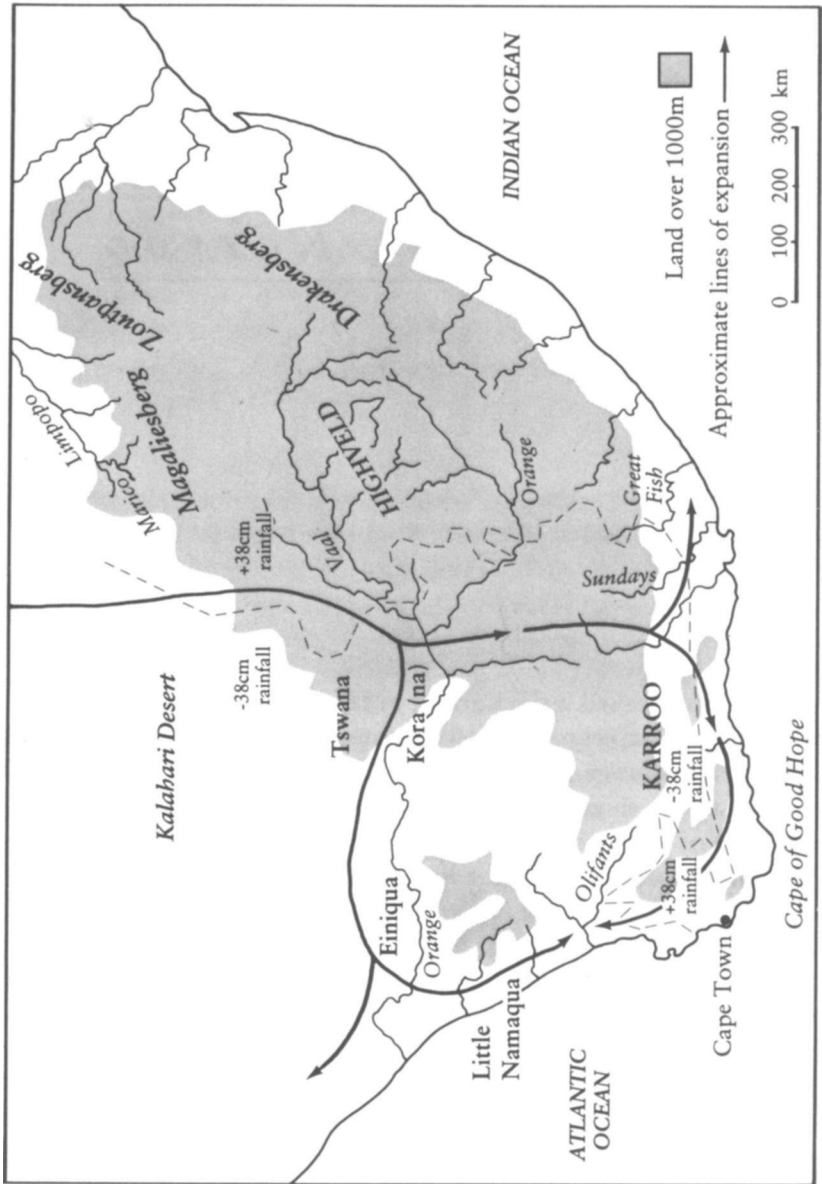 Limpopo
Marico
Zoutpansberg
Magaliesberg
Drakensberg
INDIAN OCEAN
Kalahari Desert
-38cm
rainfall
+38cm
rainfall
Vaal
HIGHVELD
Tswana
Kora (na)
Orange
Einiqua
Orange
Little
Namaqua
ATLANTIC
OCEAN
Great
Fish
Sundays
KARROO
-38cm
rainfall
Olifants
+38cm
rainfall
Cape Town
Cape of Good Hope
Land over 1000m
Approximate lines of expansion
0 100 200 300 km